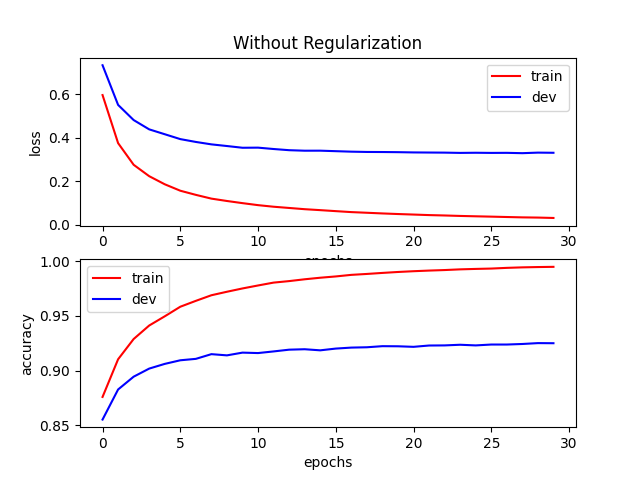 Without Regularization
train
dev
loss
0.6
0.4
0.2
0.0
0 5 10 15 20 25 30
epochs
train
dev
accuracy
1.00
0.95
0.90
0.85
0 5 10 15 20 25 30
epochs